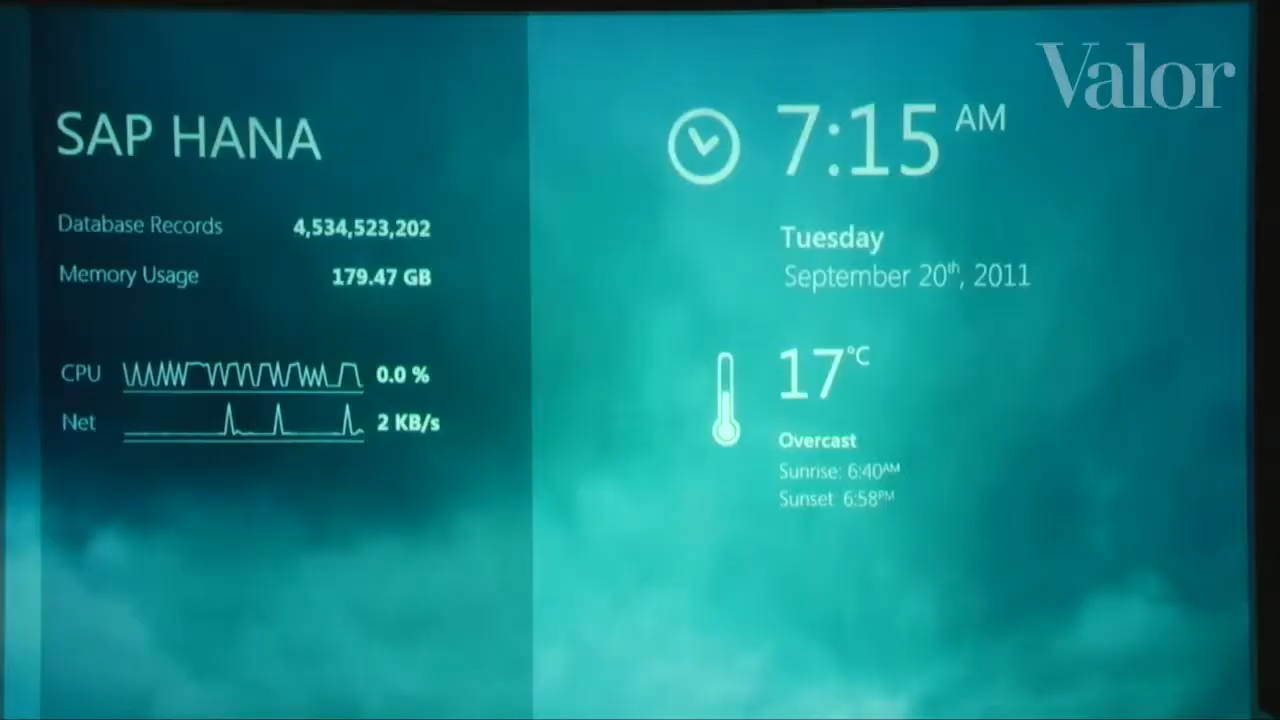 Valor
SAP HANA
Database Records 4,534,523,202
Memory Usage 179.47 GB
CPU 0.0 %
Net 2 KB/s
7:15 AM
Tuesday
September 20th, 2011
17°C
Overcast
Sunrise: 6:40AM
Sunset: 6:58PM